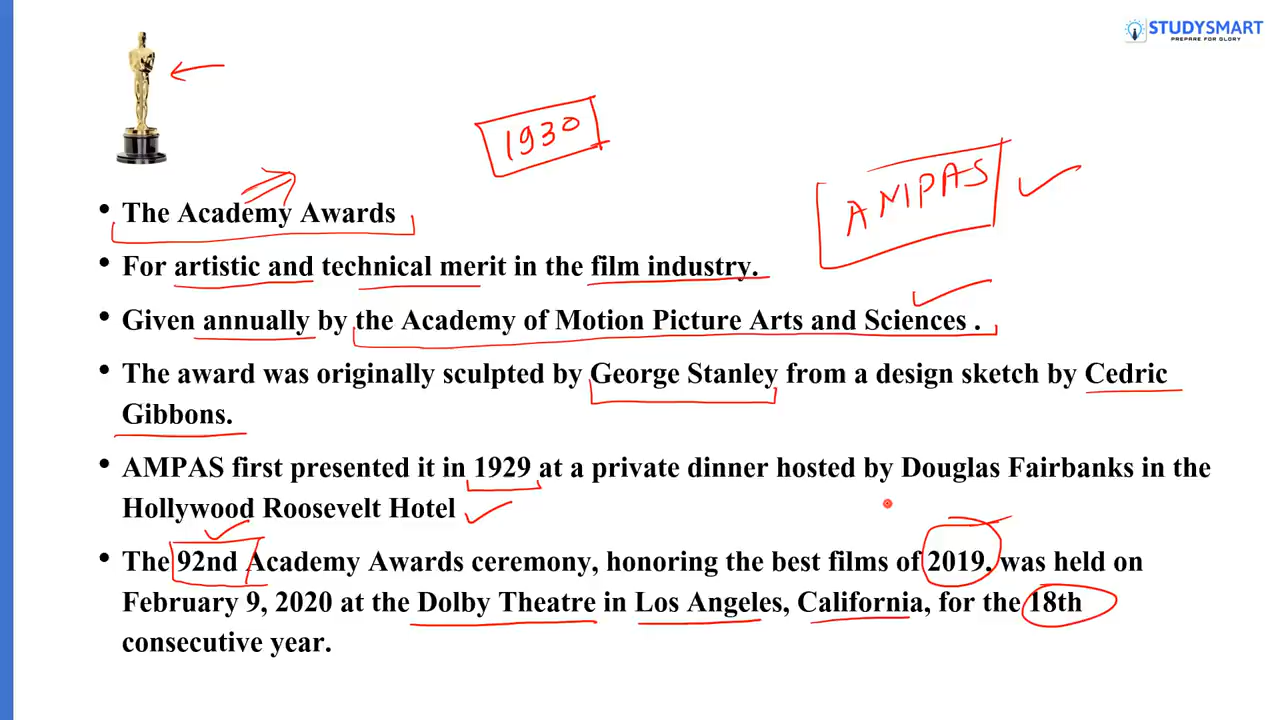 STUDYSMART
PREPARE FOR GLORY
1930
AMPAS
• The Academy Awards
• For artistic and technical merit in the film industry.
• Given annually by the Academy of Motion Picture Arts and Sciences .
• The award was originally sculpted by George Stanley from a design sketch by Cedric
Gibbons.
• AMPAS first presented it in 1929 at a private dinner hosted by Douglas Fairbanks in the
Hollywood Roosevelt Hotel
• The 92nd Academy Awards ceremony, honoring the best films of 2019, was held on
February 9, 2020 at the Dolby Theatre in Los Angeles, California, for the 18th
consecutive year.